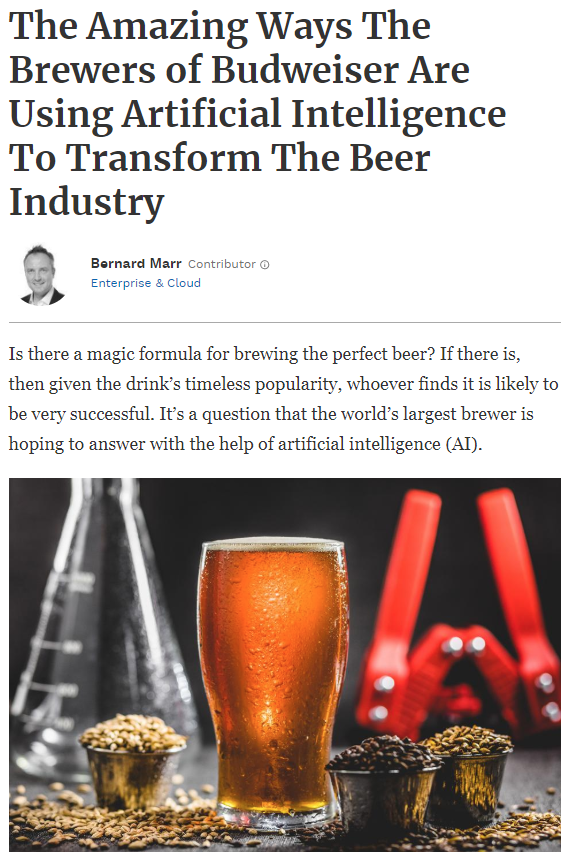 The Amazing Ways The
Brewers of Budweiser Are
Using Artificial Intelligence
To Transform The Beer
Industry
Bernard Marr Contributor
Enterprise & Cloud
Is there a magic formula for brewing the perfect beer? If there is,
then given the drink’s timeless popularity, whoever finds it is likely to
be very successful. It’s a question that the world’s largest brewer is
hoping to answer with the help of artificial intelligence (AI).